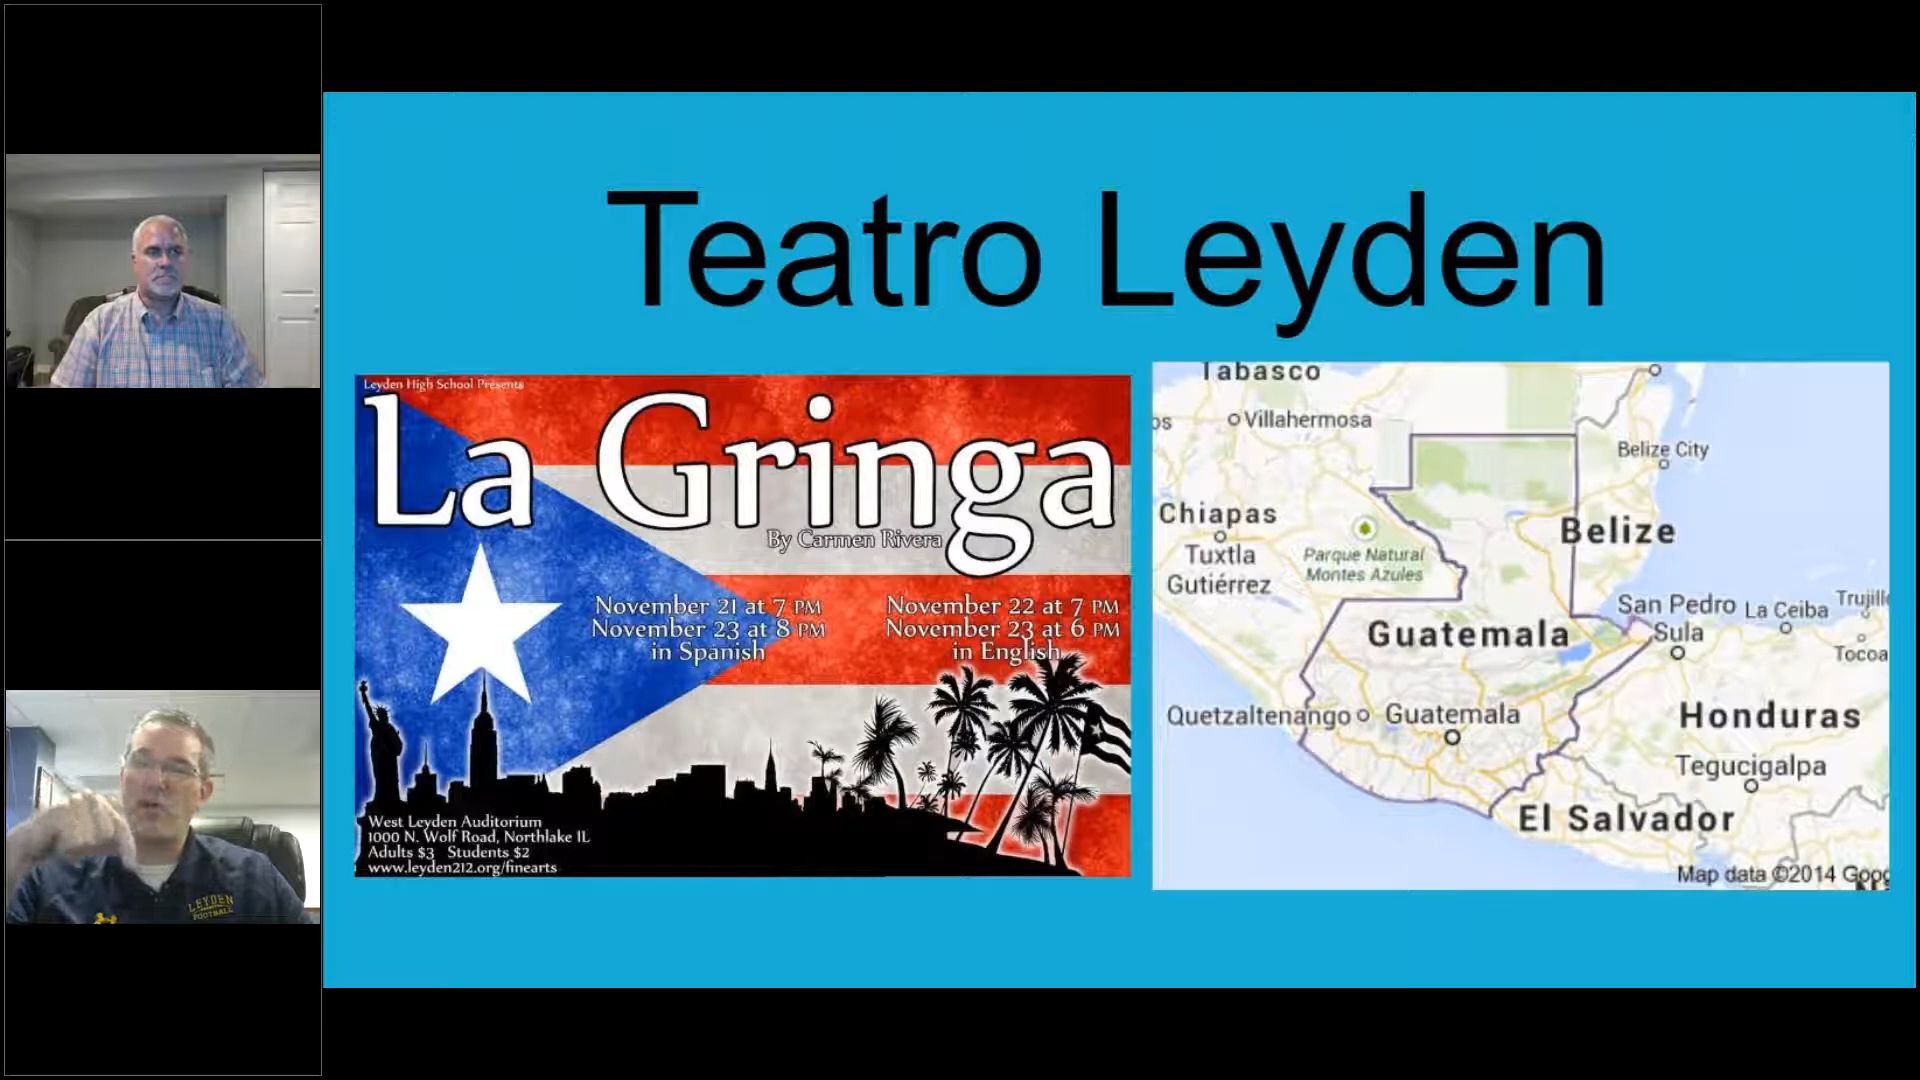 Teatro Leyden
Leyden High School Presents
La Gringa
By Carmen Rivera
November 21 at 7 PM
November 23 at 8 PM
in Spanish
November 22 at 7 PM
November 23 at 6 PM
in English
West Leyden Auditorium
1000 N. Wolf Road, Northlake IL
Adults $3 Students $2
www.leyden212.org/finearts
Tabasco
os
Villahermosa
Belize City
Chiapas
Tuxtla
Gutiérrez
Parque Natural
Montes Azules
Belize
San Pedro
Sula
La Ceiba
Trujill
Tocoa
Guatemala
Quetzaltenango
Guatemala
Honduras
Tegucigalpa
El Salvador
Map data ©2014 Goog
LEYDEN
FOOTBALL